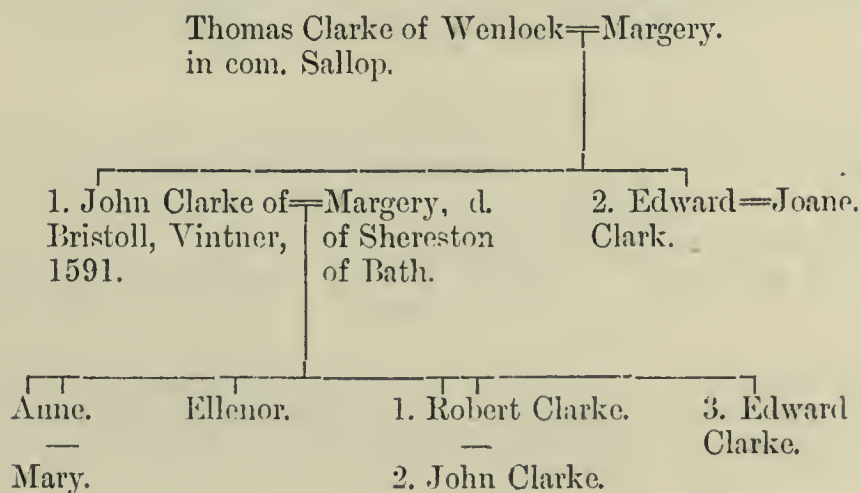 Thomas Clarke of Wenlock=Margery.
in com. Sallop.
1. John Clarke of=Margery, d.
Bristoll, Vintner, of Shereston
1591. of Bath.
2. Edward=Joane.
Clark.
Anne.
—
Mary.
Ellenor.
1. Robert Clarke.
—
2. John Clarke.
3. Edward
Clarke.